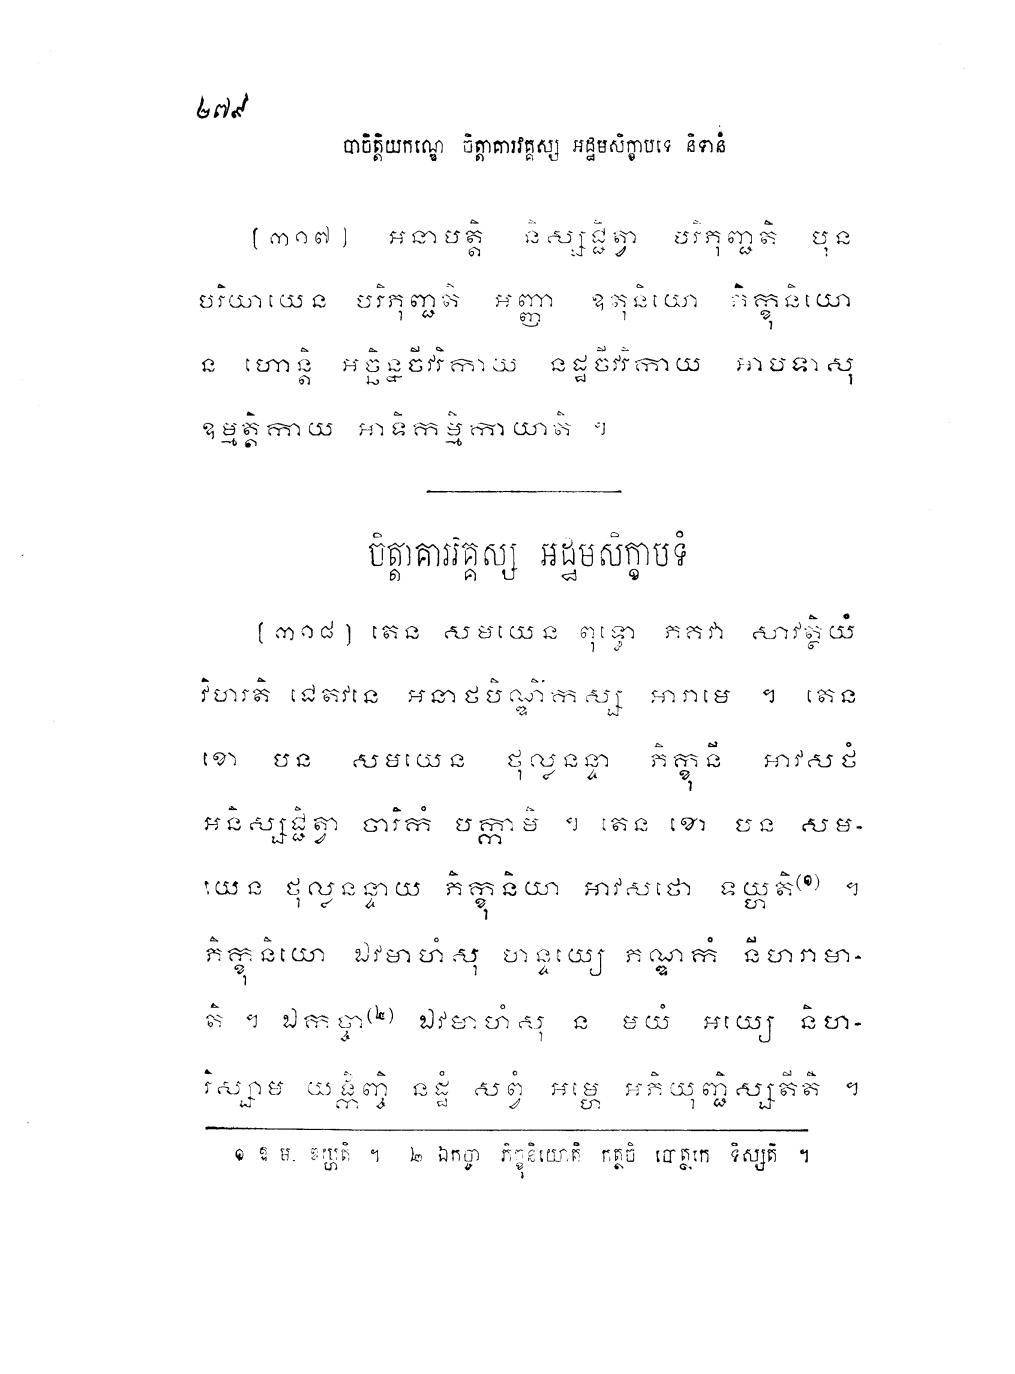 ២៧៩
បាចិត្តិយកណ្ឌេ ចិត្តាគារវគ្គស្ស អដ្ឋមសិក្ខាបទេ និទានំ
[៣១៧] អនាបត្តិ និស្សជ្ជិត្វា បរិភុញ្ជតិ បុន
បរិយាយេន បរិភុញ្ជតិ អញ្ញា ឧតុនិយោ ភិក្ខុនិយោ
ន ហោន្តិ អច្ឆិន្នចីវរិកាយ នដ្ឋចីវរិកាយ អាបទាសុ
ឧម្មត្តិកាយ អាទិកម្មិកាយាតិ ។
ចិត្តាគារវគ្គស្ស អដ្ឋមសិក្ខាបទំ
[៣១៨] តេន សមយេន ពុទ្ធោ ភគវា សាវត្ថិយំ
វិហរតិ ជេតវនេ អនាថបិណ្ឌិកស្ស អារាមេ ។ តេន
ខោ បន សមយេន ថុល្លនន្ទា ភិក្ខុនី អាវសថំ
អនិស្សជ្ជិត្វា ចារិកំ បក្កាមិ ។ តេន ខោ បន សម-
យេន ថុល្លនន្ទាយ ភិក្ខុនិយា អាវសថោ ទយ្ហតិ(១) ។
ភិក្ខុនិយោ ឯវមាហំសុ ហន្ទយ្យេ ភណ្ឌកំ នីហរាមា-
តិ ។ ឯកច្ចា(២) ឯវមាហំសុ ន មយំ អយ្យេ និហ-
រិស្សាម យង្កិញ្ចិ នដ្ឋំ សព្វំ អម្ហេ អភិយុញ្ជិស្សតីតិ ។
១ ឱ ម. ឌយ្ហតិ ។ ២ ឯកច្ចា ភិក្ខុនិយោតិ កត្ថចិ បោត្ថកេ ទិស្សតិ ។